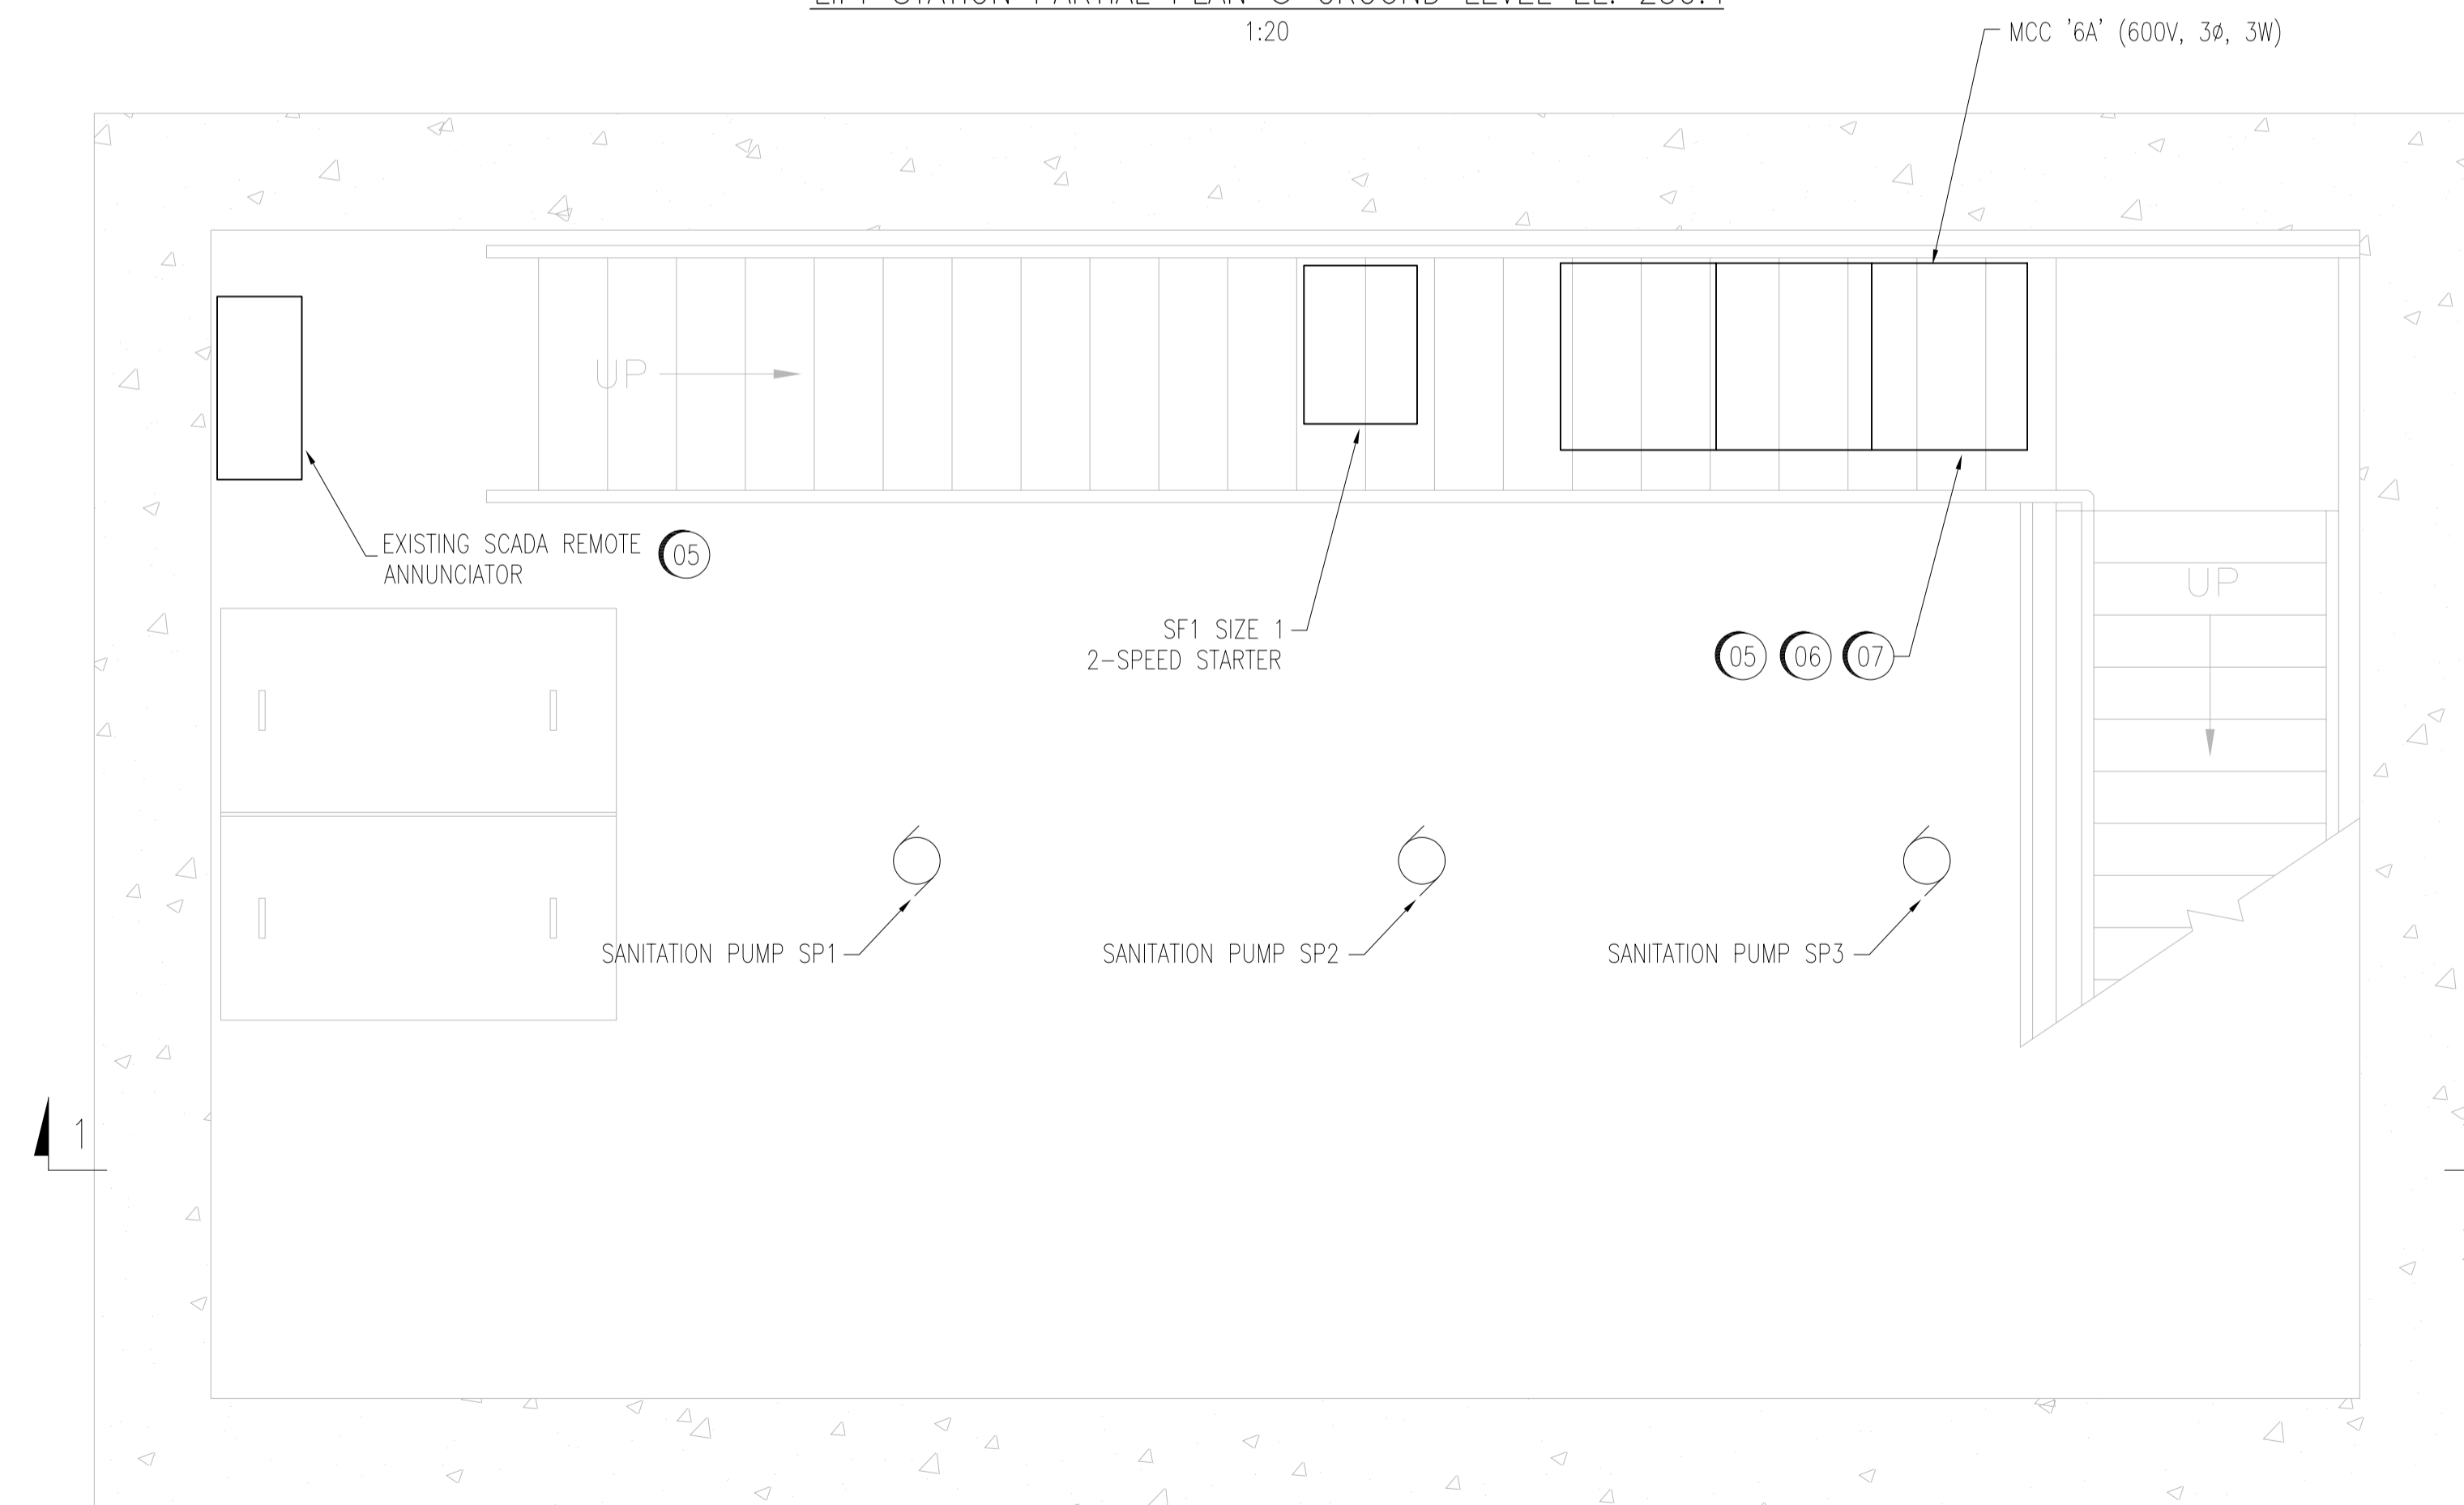 1:20
MCC '6A' (600V, 3ø, 3W)
UP
EXISTING SCADA REMOTE
ANNUNCIATOR
05
UP
SF1 SIZE 1
2-SPEED STARTER
05 06 07
SANITATION PUMP SP1
SANITATION PUMP SP2
SANITATION PUMP SP3
1